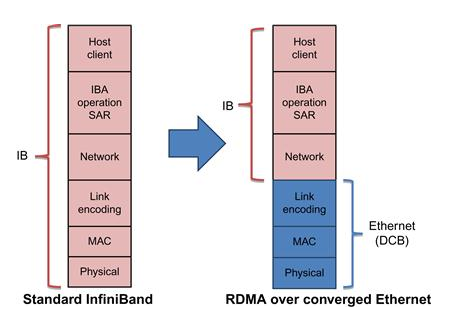 IB
Host
client
IBA
operation
SAR
Network
Link
encoding
MAC
Physical
Standard InfiniBand
IB
Host
client
IBA
operation
SAR
Network
Link
encoding
MAC
Physical
Ethernet
(DCB)
RDMA over converged Ethernet